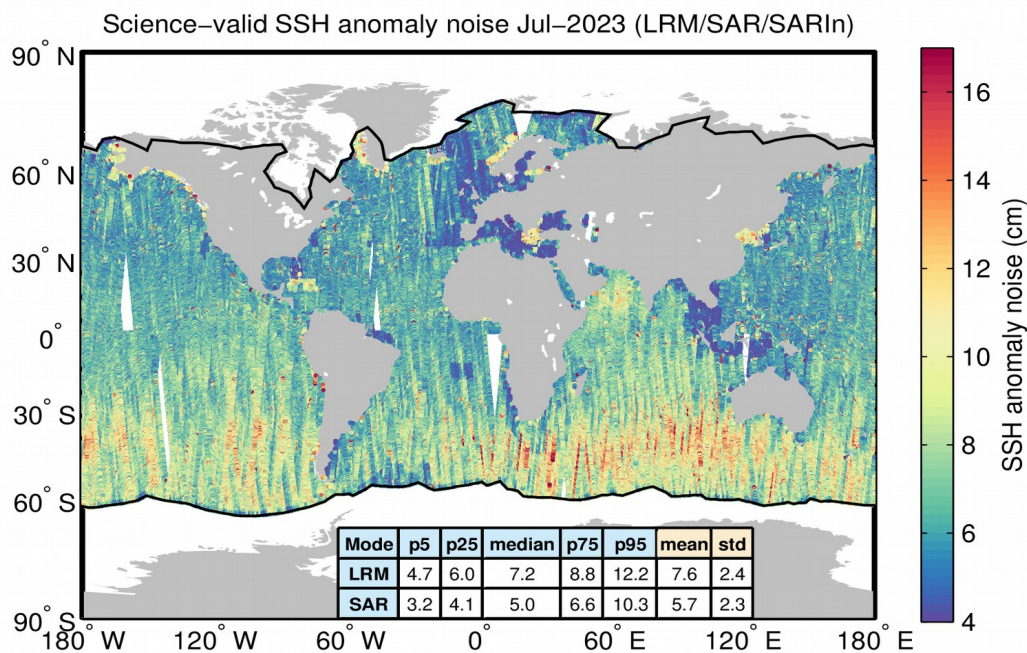 Science−valid SSH anomaly noise Jul−2023 (LRM/SAR/SARIn)
90° N
60° N
30° N
0°
30° S
60° S
90° S
180° W
120° W
60° W
0°
60° E
120° E
180° E
16
14
12
10
8
6
4
SSH anomaly noise (cm)
Mode p5 p25 median p75 p95 mean std
LRM 4.7 6.0 7.2 8.8 12.2 7.6 2.4
SAR 3.2 4.1 5.0 6.6 10.3 5.7 2.3